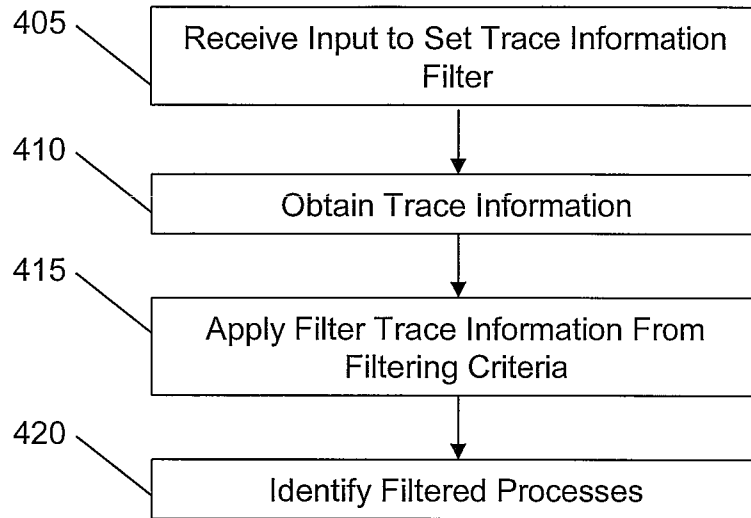 405
Receive Input to Set Trace Information
Filter
410
Obtain Trace Information
415
Apply Filter Trace Information From
Filtering Criteria
420
Identify Filtered Processes